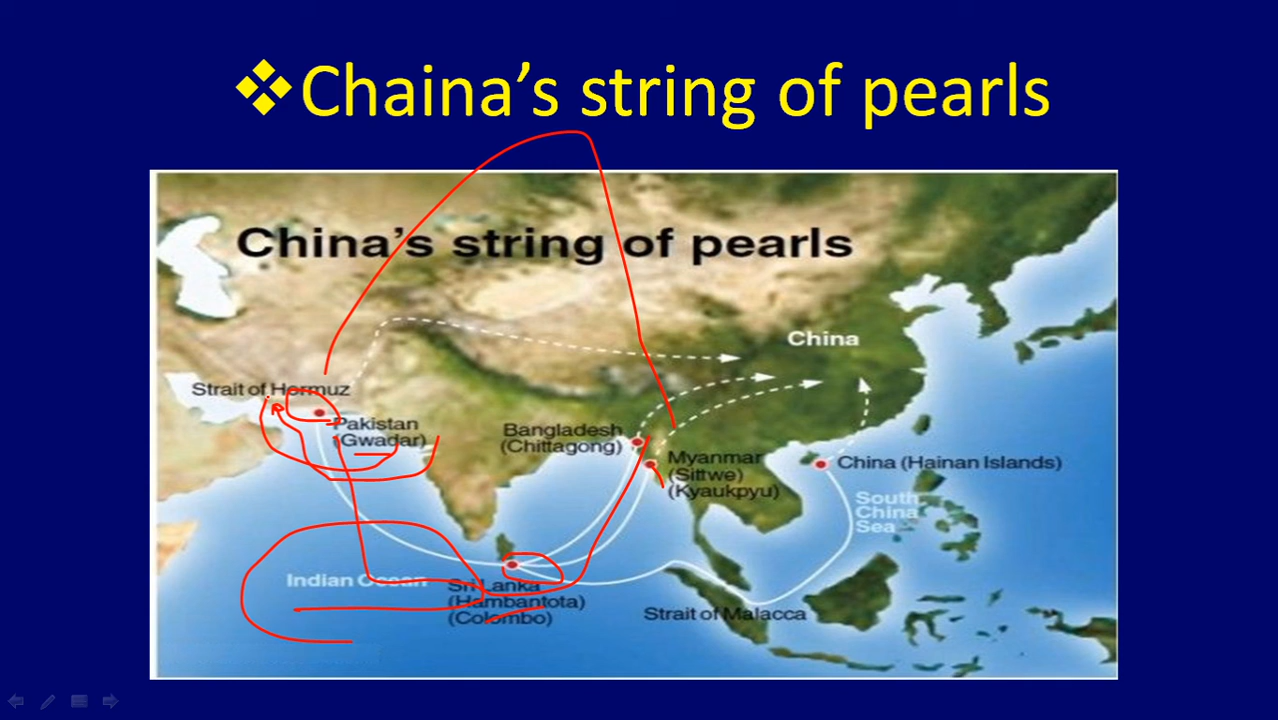 ❖Chaina's string of pearls
China's string of pearls
China
Strait of Hormuz
Pakistan
(Gwadar)
Bangladesh
(Chittagong)
Myanmar
(Sittwe)
(Kyaukpyu)
China (Hainan Islands)
South
China
Sea
Indian Ocean
Sri Lanka
(Hambantota)
(Colombo)
Strait of Malacca